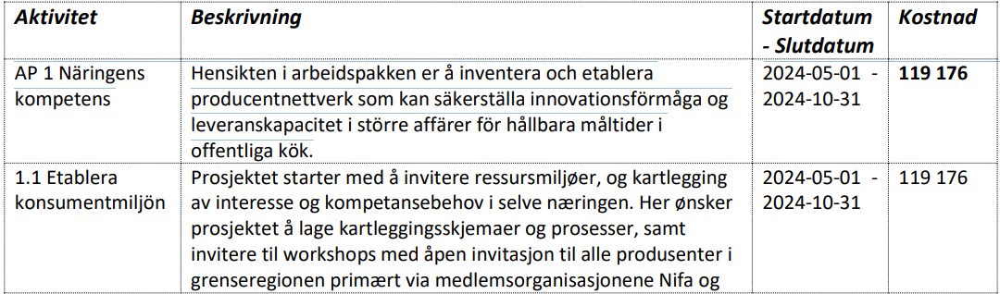 Aktivitet Beskrivning Startdatum - Slutdatum Kostnad
AP 1 Näringens Hensikten i arbeidspakken er å inventera och etablera 2024-05-01 - 119 176
kompetens producentnettverk som kan säkerställa innovationsförmåga og 2024-10-31
leveranskapacitet i större affärer för hållbara måltider i
offentliga kök.
1.1 Etablera Prosjektet starter med å invitere ressursmiljøer, og kartlegging 2024-05-01 - 119 176
konsumentmiljön av interesse og kompetansebehov i selve næringen. Her ønsker 2024-10-31
prosjektet å lage kartleggingsskjemaer og prosesser, samt
invitere til workshops med åpen invitasjon til alle produsenter i
grenseregionen primært via medlemsorganisasjonene Nifa og